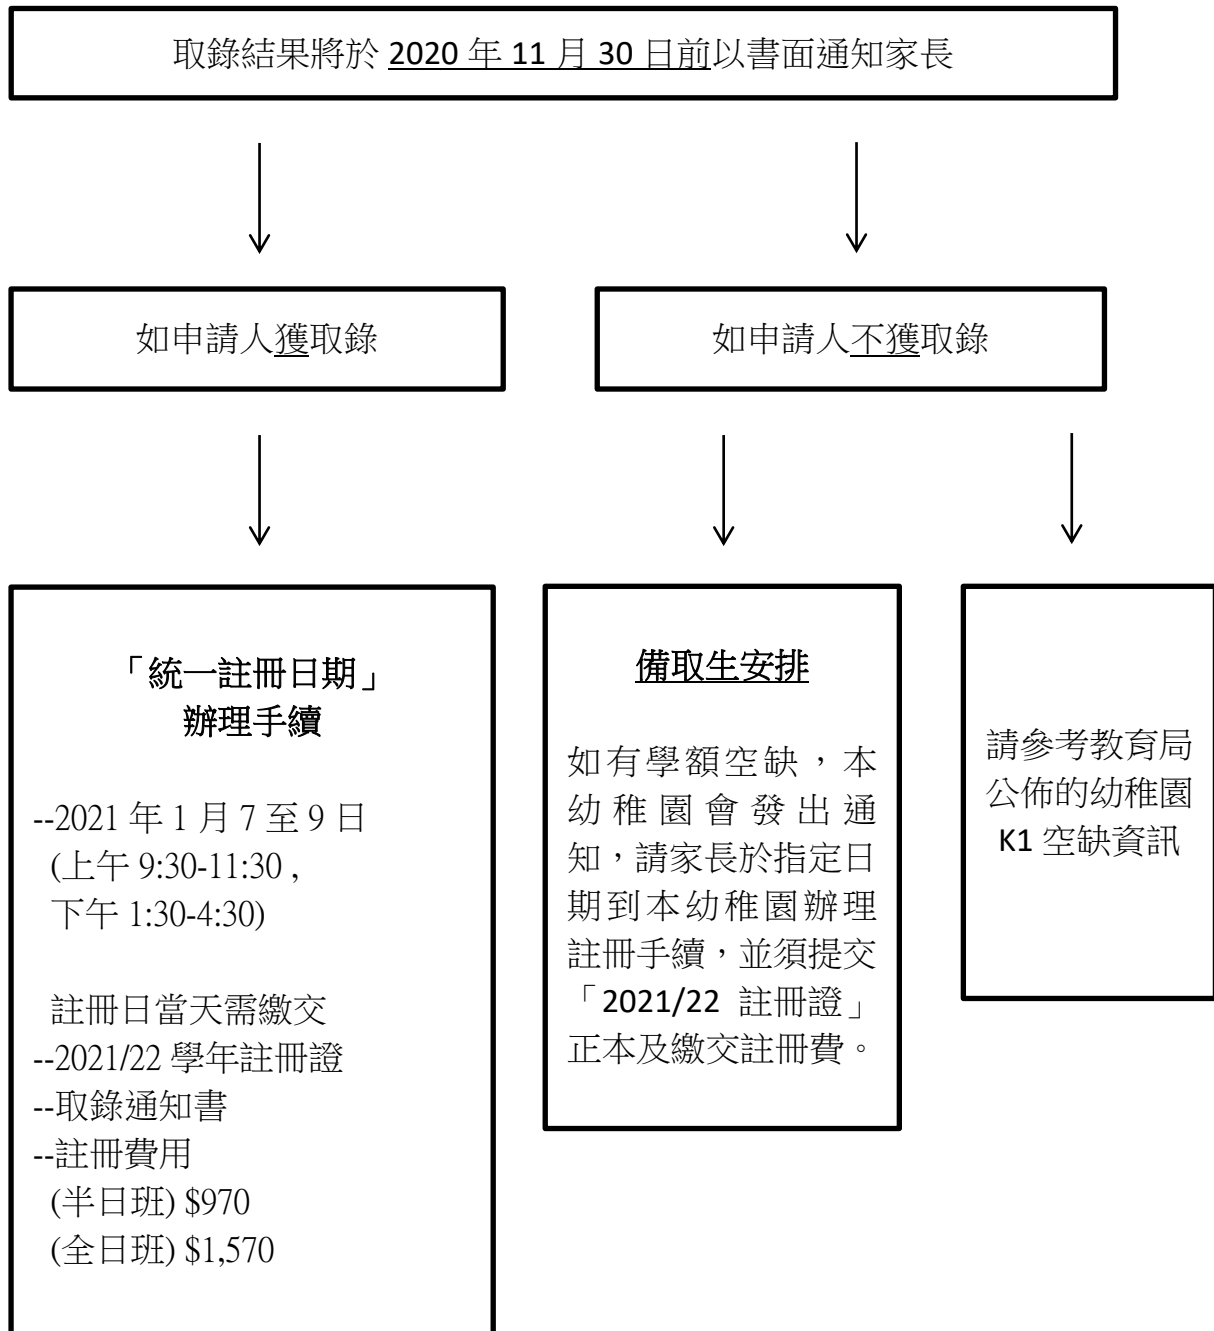 取錄結果將於 2020 年 11 月 30 日前以書面通知家長
如申請人獲取錄
如申請人不獲取錄
「統一註冊日期」
辦理手續
--2021 年 1 月 7 至 9 日
(上午 9:30-11:30 ,
下午 1:30-4:30)
註冊日當天需繳交
--2021/22 學年註冊證
--取錄通知書
--註冊費用
(半日班) $970
(全日班) $1,570
備取生安排
如有學額空缺，本
幼稚園會發出通
知，請家長於指定日
期到本幼稚園辦理
註冊手續，並須提交
「2021/22 註冊證」
正本及繳交註冊費。
請參考教育局
公佈的幼稚園
K1 空缺資訊